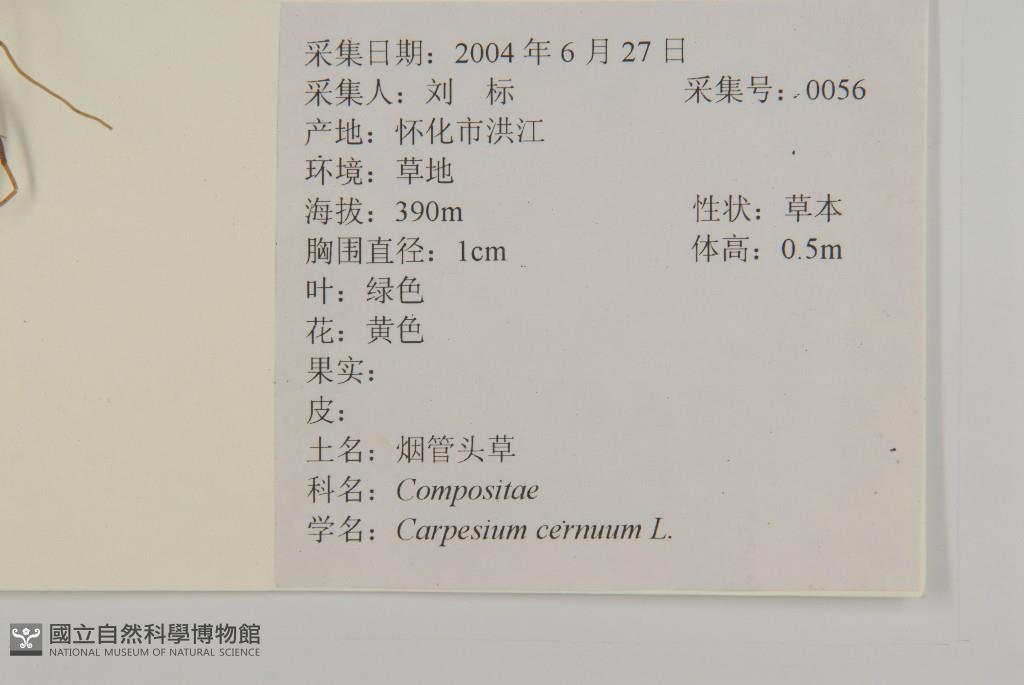 采集日期：2004 年 6 月 27 日
采集人：刘　标　采集号：0056
产地：怀化市洪江
环境：草地
海拔：390m　性状：草本
胸围直径：1cm　体高：0.5m
叶：绿色
花：黄色
果实：
皮：
土名：烟管头草
科名：Compositae
学名：Carpesium cernuum L.
國立自然科學博物館
NATIONAL MUSEUM OF NATURAL SCIENCE